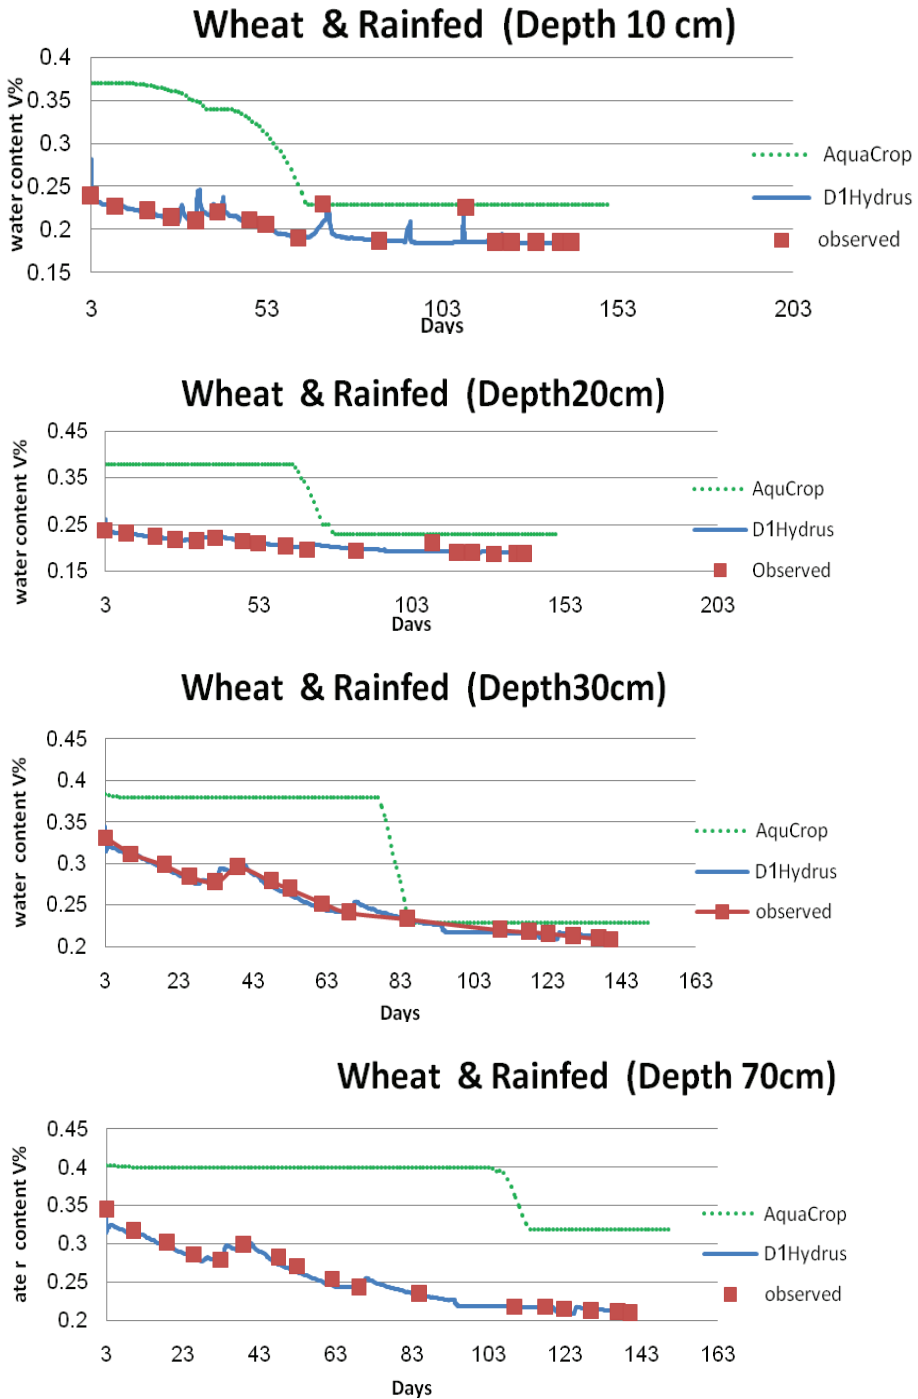 Wheat & Rainfed (Depth 10 cm)
water content V%
0.4
0.35
0.3
0.25
0.2
0.15
3
53
103
153
203
Days
AquaCrop
D1Hydrus
observed
Wheat & Rainfed (Depth20cm)
water content V%
0.45
0.35
0.25
0.15
3
53
103
153
203
Days
AquCrop
D1Hydrus
Observed
Wheat & Rainfed (Depth30cm)
water content V%
0.45
0.4
0.35
0.3
0.25
0.2
3
23
43
63
83
103
123
143
163
Days
AquCrop
D1Hydrus
observed
Wheat & Rainfed (Depth 70cm)
ate r content V%
0.45
0.4
0.35
0.3
0.25
0.2
3
23
43
63
83
103
123
143
163
Days
AquaCrop
D1Hydrus
observed